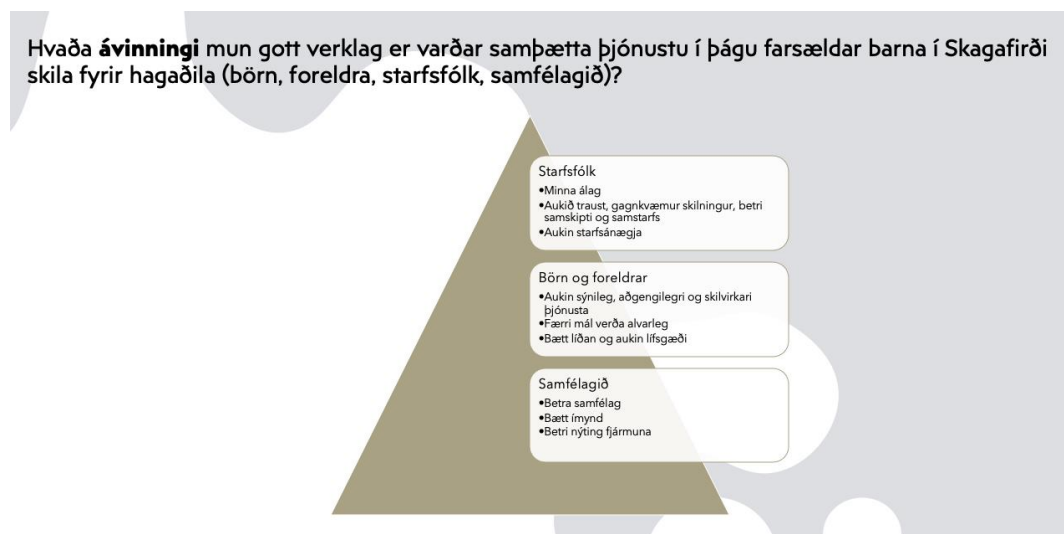 Hvaða ávinningi mun gott verklag er varðar samþætta þjónustu í þágu farsældar barna í Skagafirði
skila fyrir hagaðila (börn, foreldra, starfsfólk, samfélagið)?
Starfsfólk
•Minna álag
•Aukið traust, gagnkvæmur skilningur, betri
samskipti og samstarfs
•Aukin starfsánægja
Börn og foreldrar
•Aukin sýnileg, aðgengilegri og skilvirkari
þjónusta
•Færri mál verða alvarleg
•Bætt líðan og aukin lífsgæði
Samfélagið
•Betra samfélag
•Bætt ímynd
•Betri nýting fjármuna